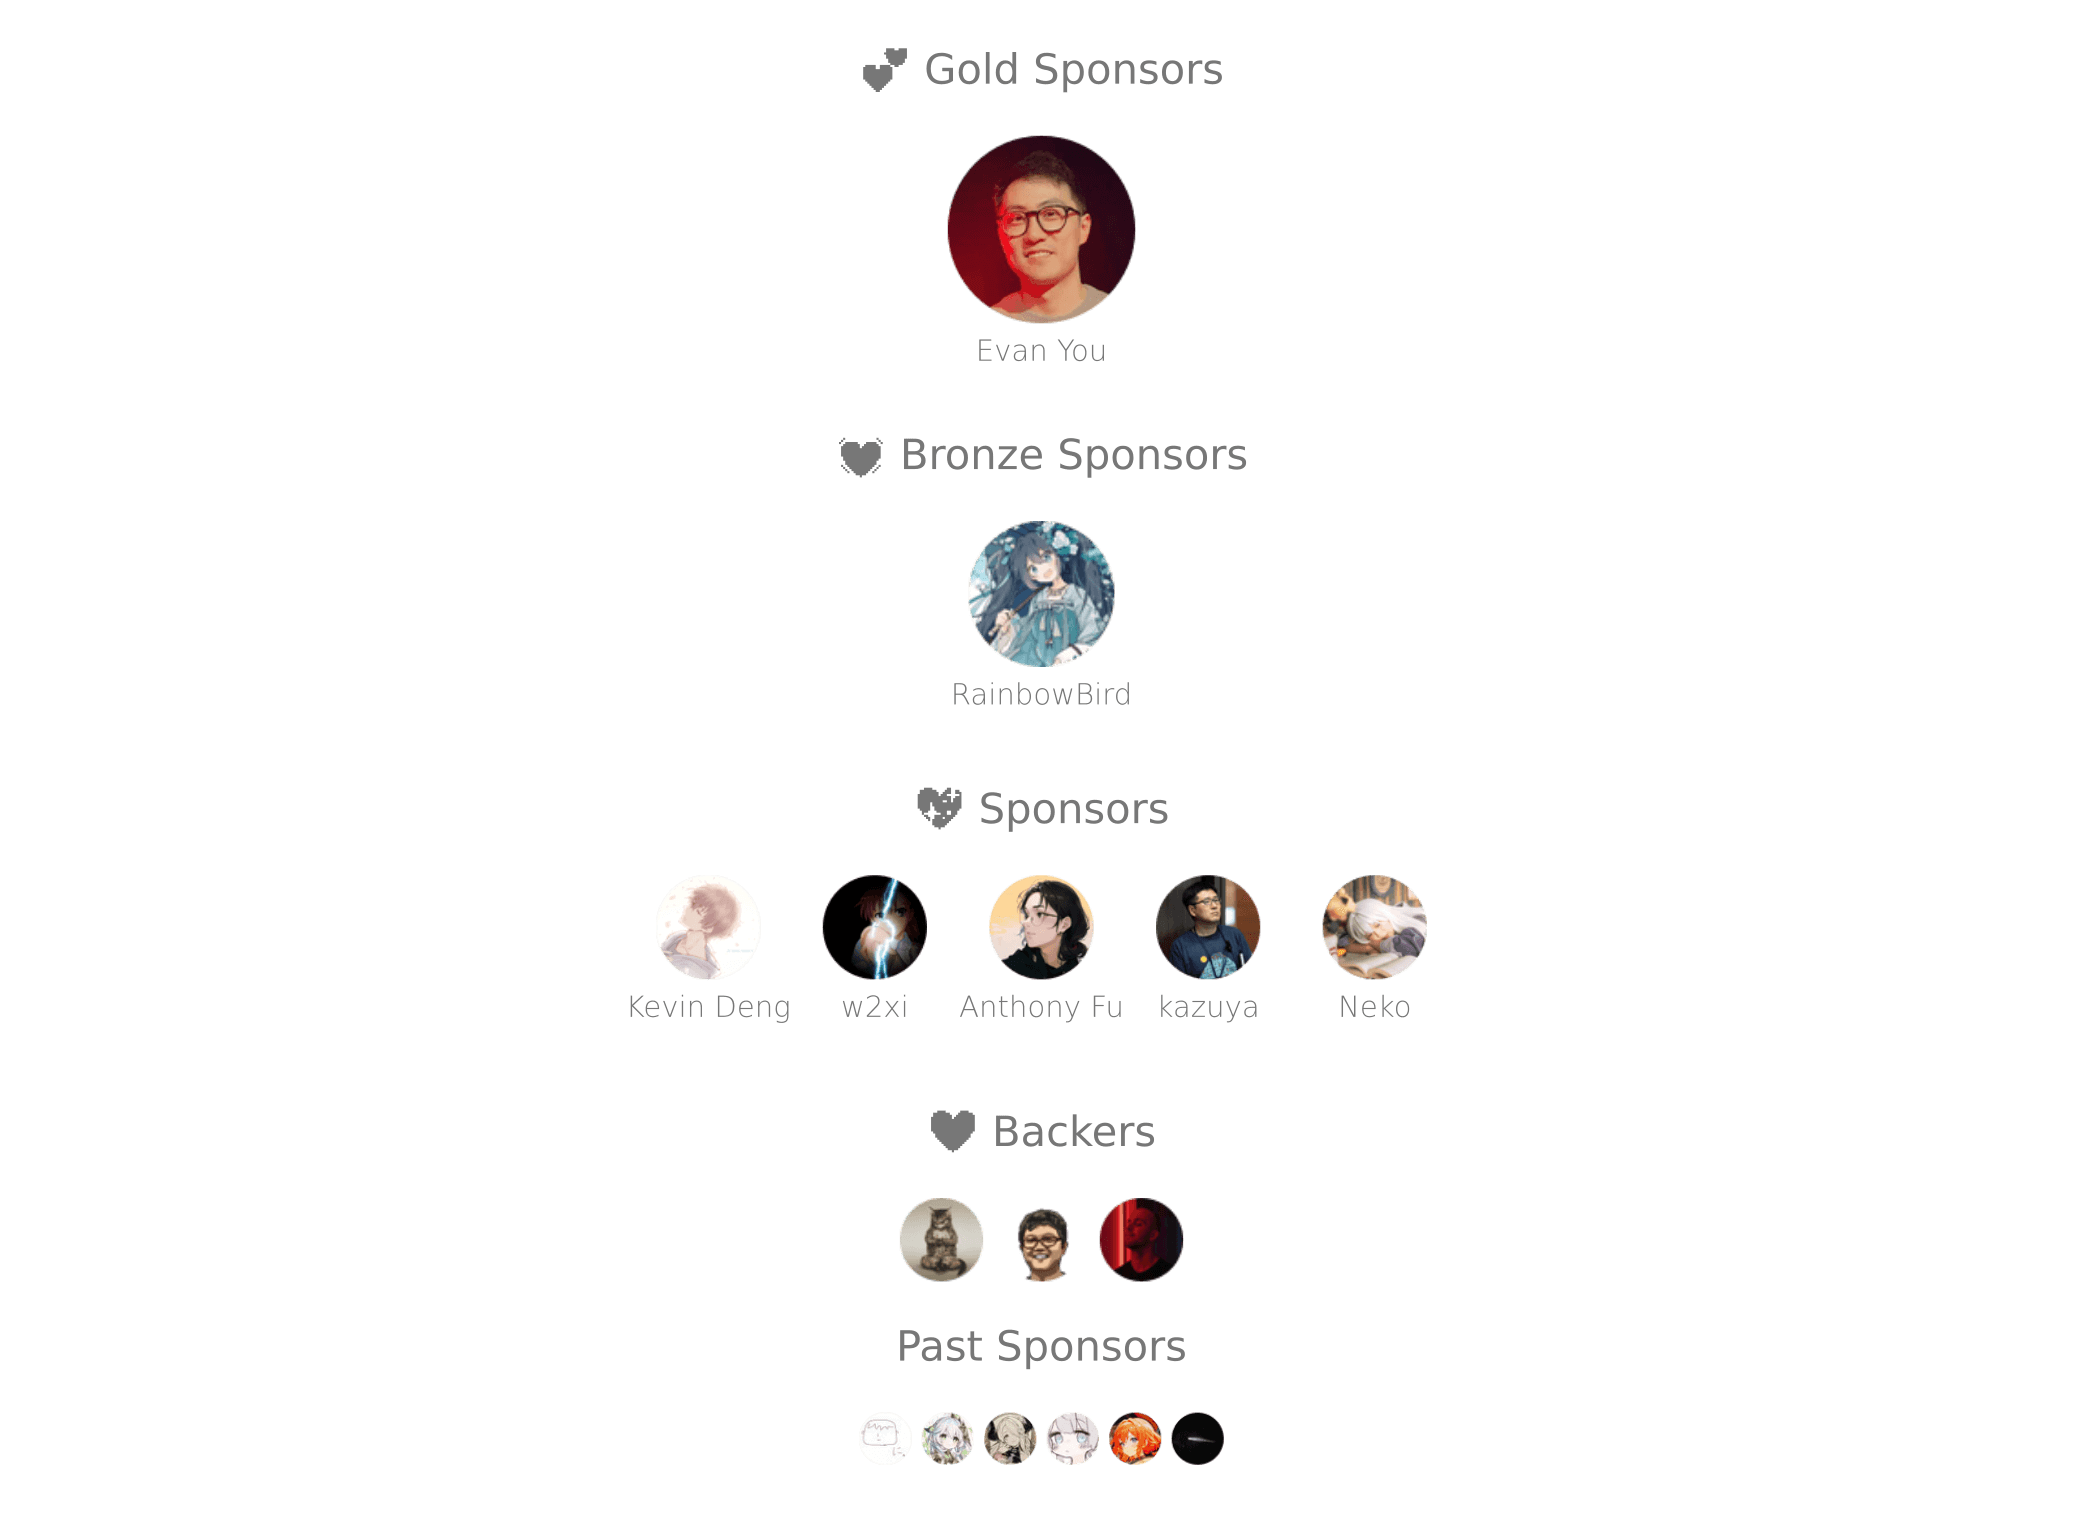 Gold Sponsors
Evan You
Bronze Sponsors
RainbowBird
Sponsors
Kevin Deng w2xi Anthony Fu kazuya Neko
Backers
Past Sponsors